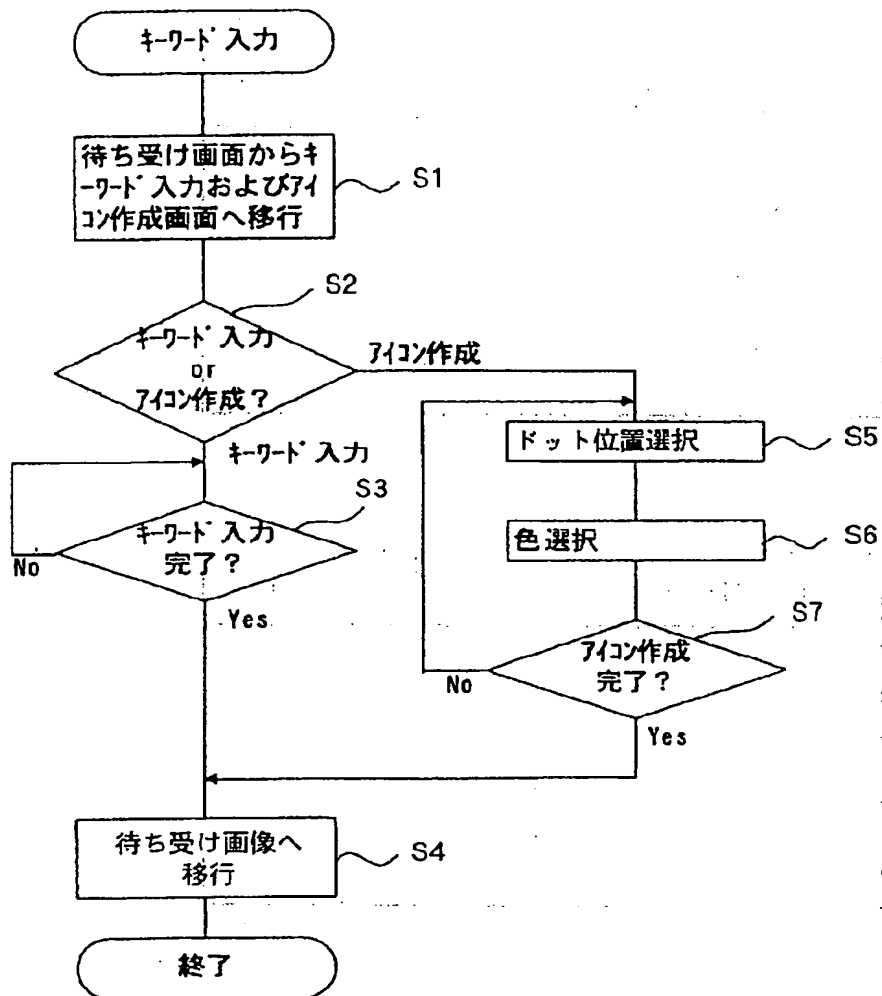 キーワード入力
待ち受け画面からキ
ーワード入力およびアイ
コン作成画面へ移行
S1
S2
キーワード入力
or
アイコン作成?
アイコン作成
キーワード入力
S3
キーワード入力
完了?
No
Yes
ドット位置選択
S5
色選択
S6
S7
アイコン作成
完了?
No
Yes
待ち受け画像へ
移行
S4
終了